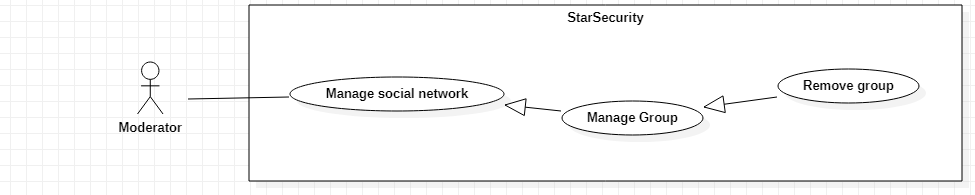 StarSecurity
Manage social network
Remove group
Manage Group
Moderator